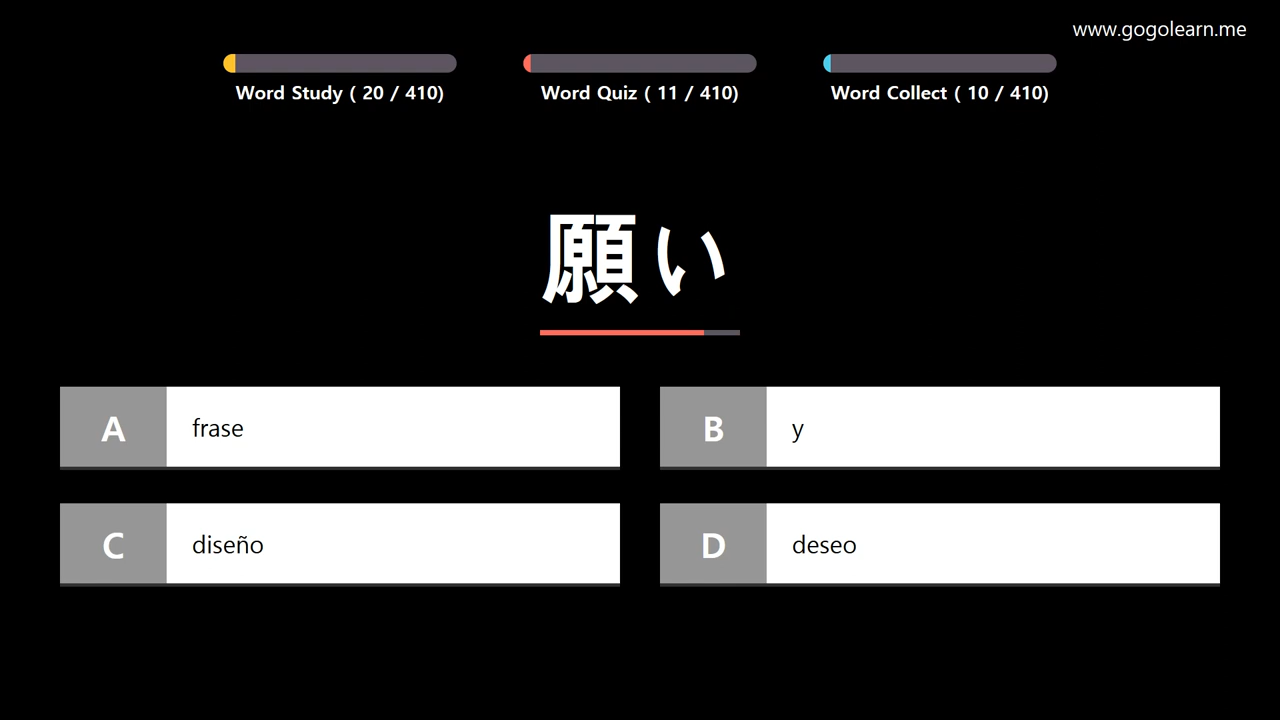 www.gogolearn.me
Word Study ( 20 / 410)
Word Quiz ( 11 / 410)
Word Collect ( 10 / 410)
願い
A frase
B y
C diseño
D deseo